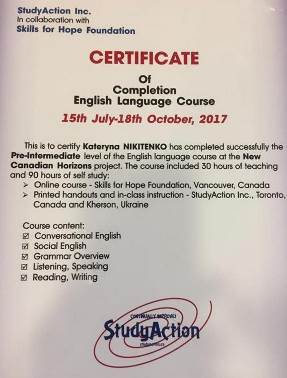 StudyAction Inc.
In collaboration with
Skills for Hope Foundation
CERTIFICATE
Of
Completion
English Language Course
15th July-18th October, 2017
This is to certify Kateryna NIKITENKO has completed successfully the
Pre-Intermediate level of the English language course at the New
Canadian Horizons project. The course included 30 hours of teaching
and 90 hours of self study:
➢ Online course - Skills for Hope Foundation, Vancouver, Canada
➢ Printed handouts and in-class instruction - StudyAction Inc., Toronto,
Canada and Kherson, Ukraine
Course content:
☑ Conversational English
☑ Social English
☑ Grammar Overview
☑ Listening, Speaking
☑ Reading, Writing
StudyAction